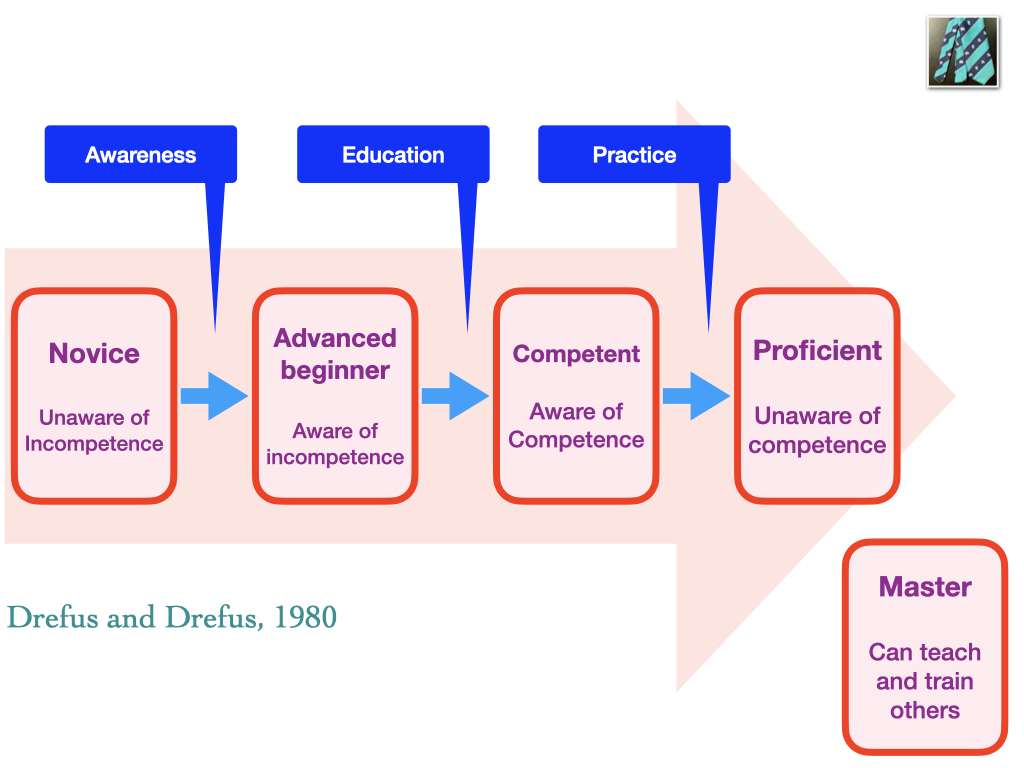 Awareness
Education
Practice
Novice
Unaware of
Incompetence
Advanced
beginner
Aware of
incompetence
Competent
Aware of
Competence
Proficient
Unaware of
competence
Drefus and Drefus, 1980
Master
Can teach
and train
others